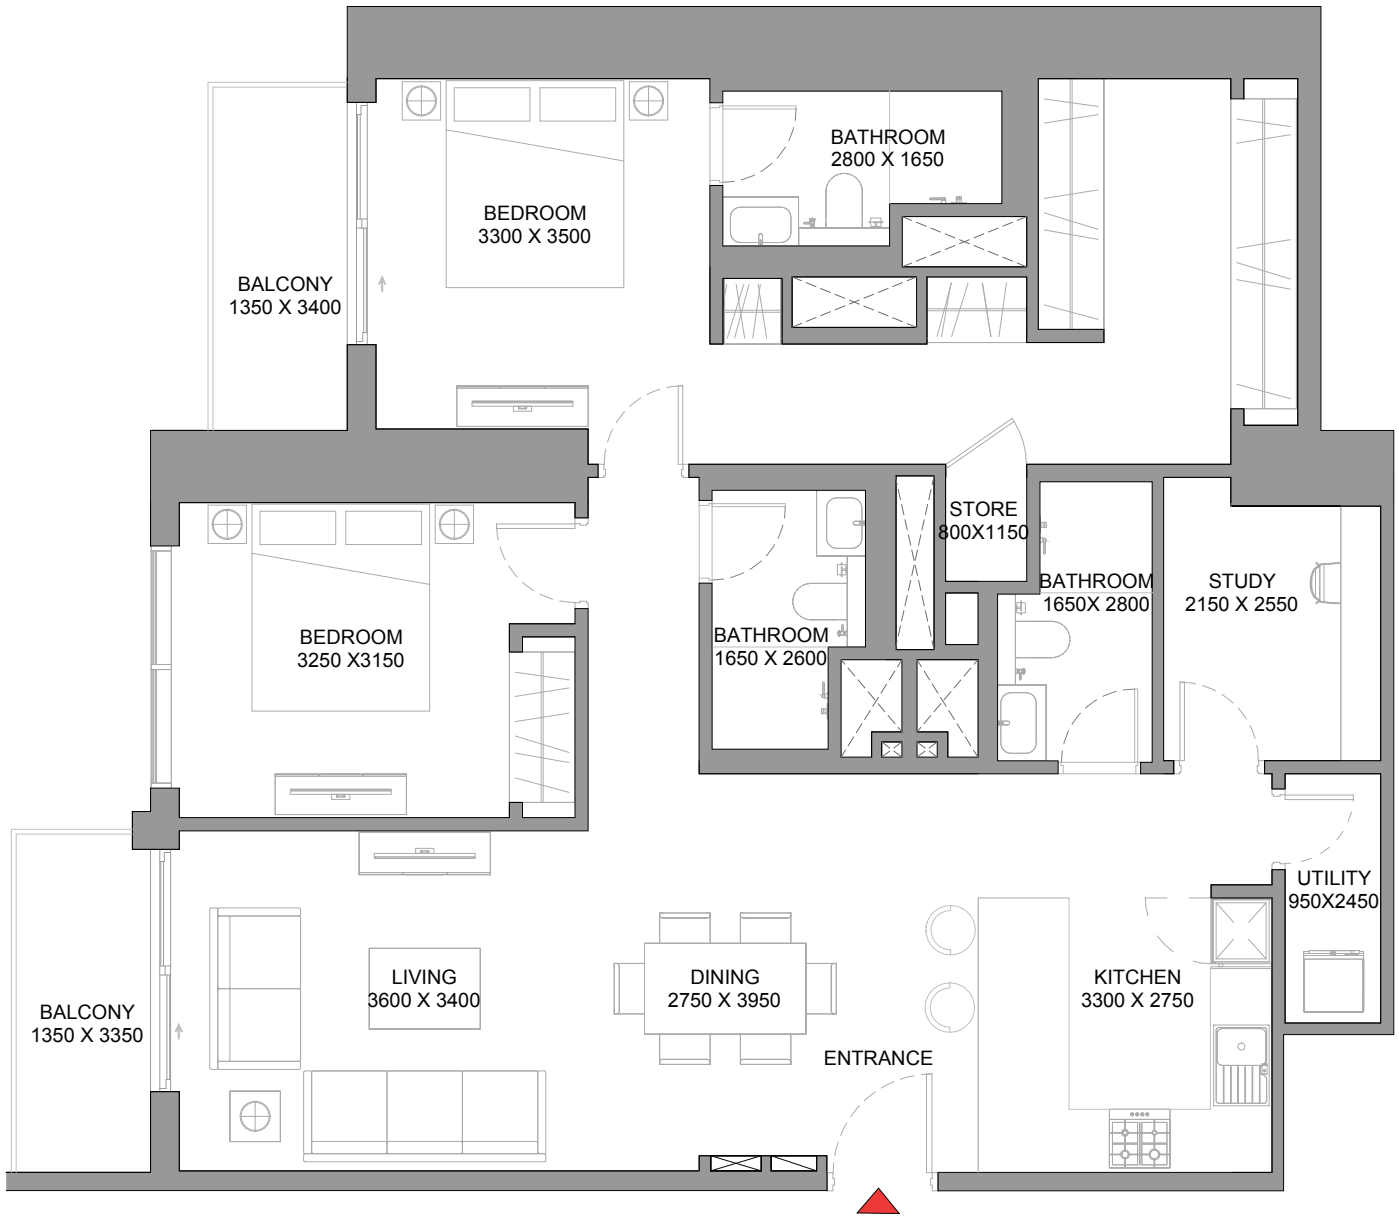 BATHROOM
2800 X 1650
BEDROOM
3300 X 3500
BALCONY
1350 X 3400
STORE
800X1150
BATHROOM
1650X 2800
STUDY
2150 X 2550
BEDROOM
3250 X3150
BATHROOM
1650 X 2600
UTILITY
950X2450
LIVING
3600 X 3400
DINING
2750 X 3950
KITCHEN
3300 X 2750
BALCONY
1350 X 3350
ENTRANCE